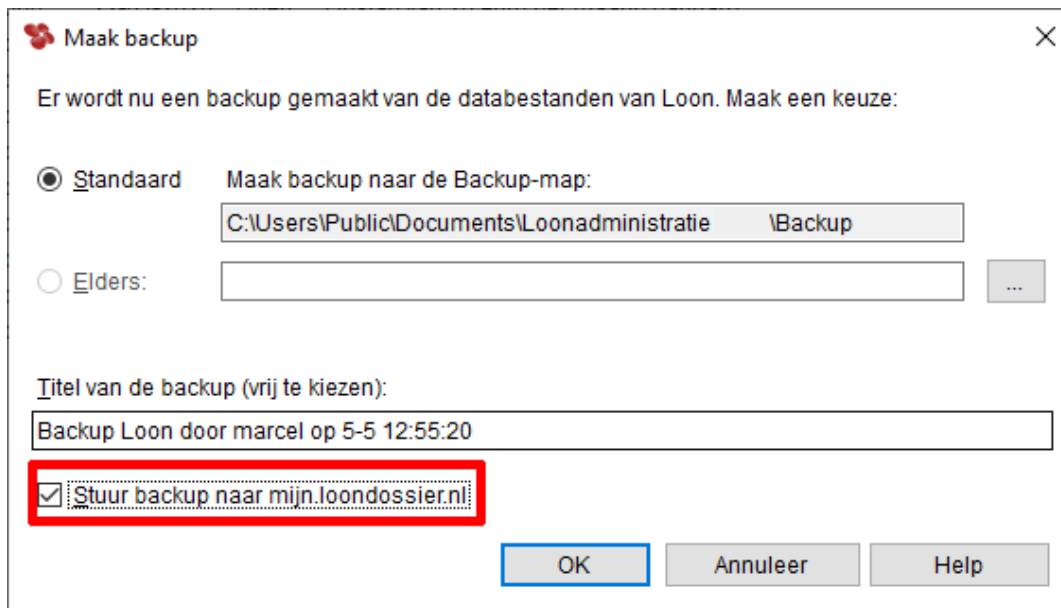 Maak backup
Er wordt nu een backup gemaakt van de databestanden van Loon. Maak een keuze:
Standaard Maak backup naar de Backup-map:
C:\Users\Public\Documents\Loonadministratie \Backup
Elders: ...
Titel van de backup (vrij te kiezen):
Backup Loon door marcel op 5-5 12:55:20
Stuur backup naar mijn.loondossier.nl
OK Annuleer Help